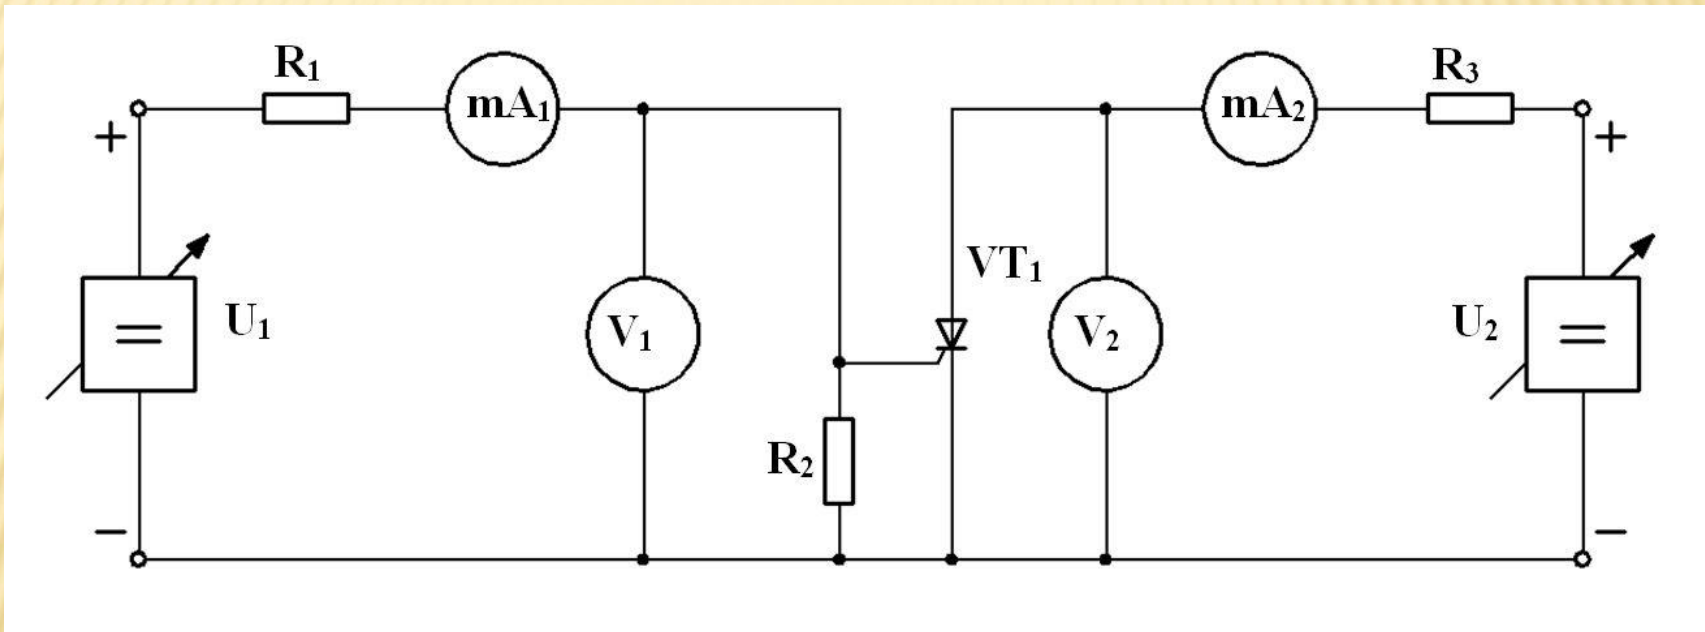 R₁
mA₁
mA₂
R₃
+
+
VT₁
U₁
V₁
V₂
U₂
=
=
R₂
−
−